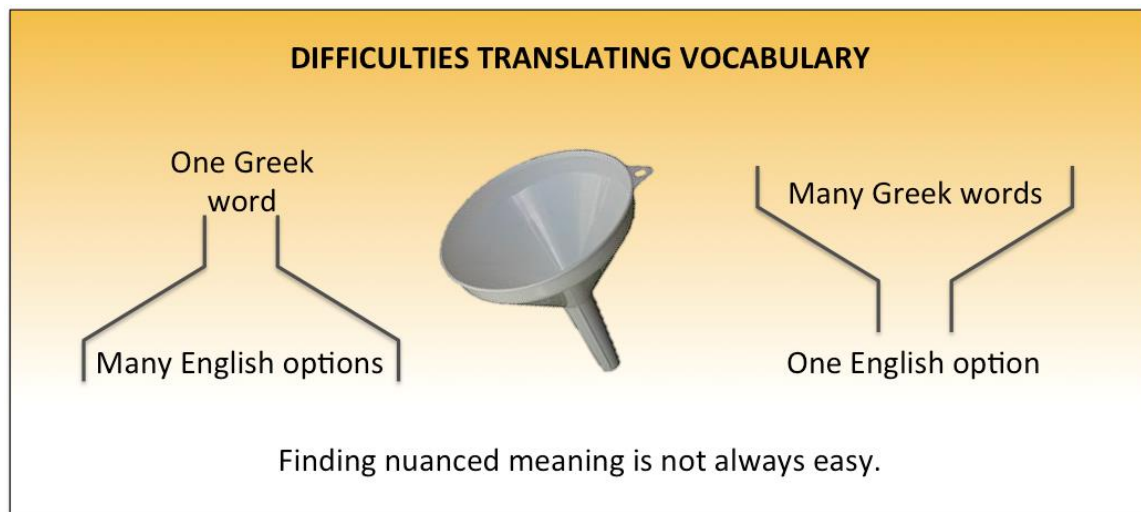 DIFFICULTIES TRANSLATING VOCABULARY
One Greek
word
Many English options
Many Greek words
One English option
Finding nuanced meaning is not always easy.